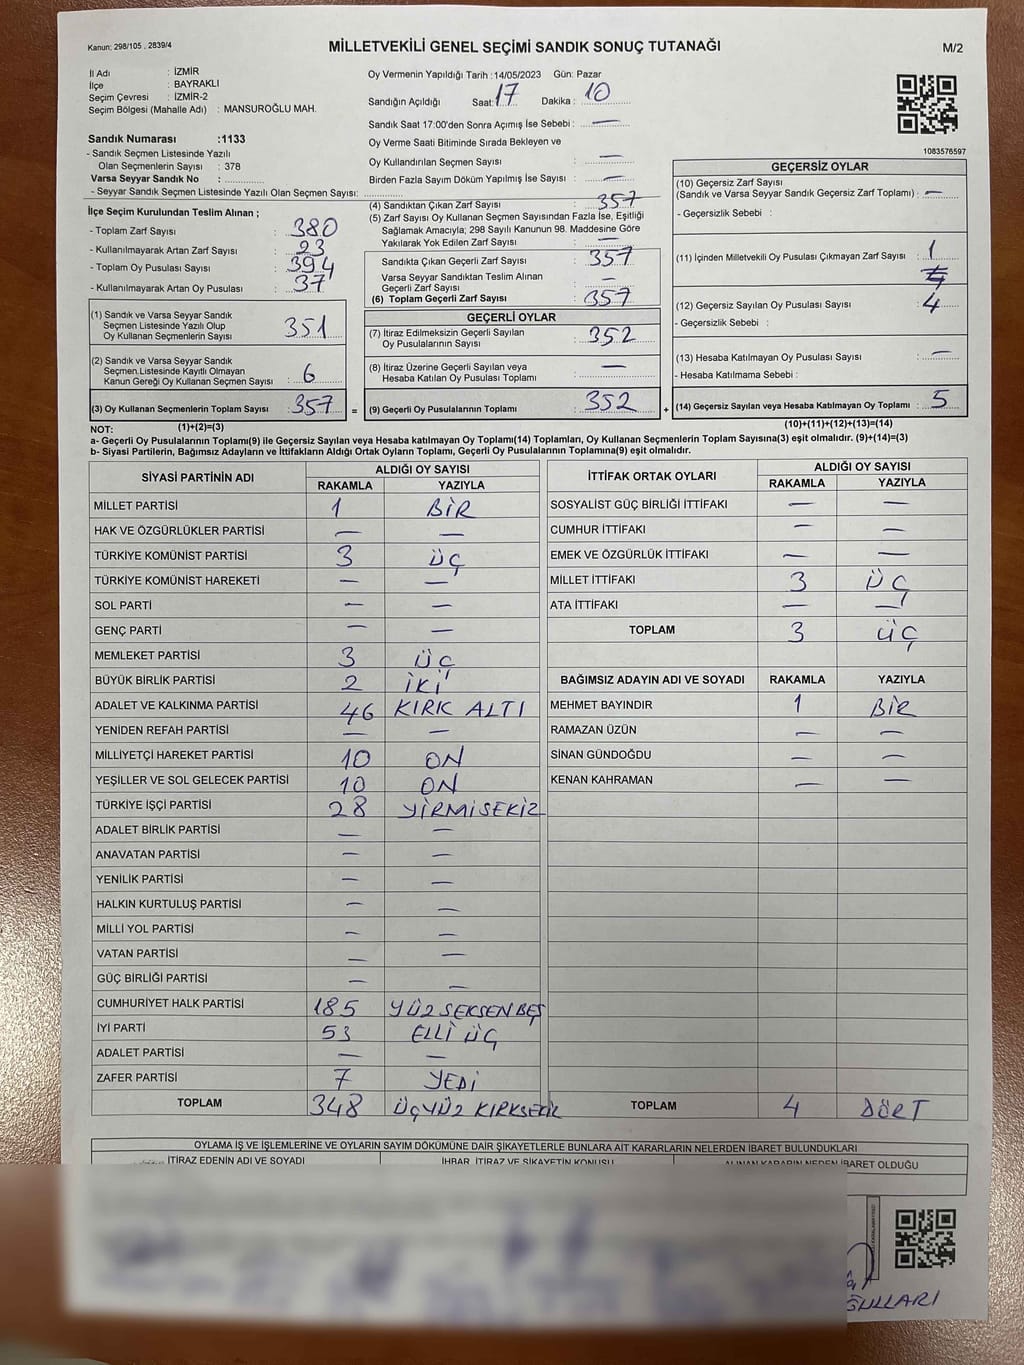 Kanun: 298/105 , 2839/4
MİLLETVEKİLİ GENEL SEÇİMİ SANDIK SONUÇ TUTANAĞI
M/2
İl Adı : İZMİR
İlçe : BAYRAKLI
Seçim Çevresi : İZMİR-2
Seçim Bölgesi (Mahalle Adı) : MANSUROĞLU MAH.
Sandık Numarası :1133
- Sandık Seçmen Listesinde Yazılı
Olan Seçmenlerin Sayısı : 378
Varsa Seyyar Sandık No :
- Seyyar Sandık Seçmen Listesinde Yazılı Olan Seçmen Sayısı:
İlçe Seçim Kurulundan Teslim Alınan ;
- Toplam Zarf Sayısı : 380
- Kullanılmayarak Artan Zarf Sayısı : 23
- Toplam Oy Pusulası Sayısı : 394
- Kullanılmayarak Artan Oy Pusulası : 37
(1) Sandık ve Varsa Seyyar Sandık
Seçmen Listesinde Yazılı Olup
Oy Kullanan Seçmenlerin Sayısı : 351
(2) Sandık ve Varsa Seyyar Sandık
Seçmen.Listesinde Kayıtlı Olmayan
Kanun Gereği Oy Kullanan Seçmen Sayısı : 6
(3) Oy Kullanan Seçmenlerin Toplam Sayısı : 357 =
Oy Vermenin Yapıldığı Tarih :14/05/2023 Gün: Pazar
Sandığın Açıldığı Saat: 17 Dakika : 10
Sandık Saat 17:00'den Sonra Açımış İse Sebebi : —
Oy Verme Saati Bitiminde Sırada Bekleyen ve
Oy Kullandırılan Seçmen Sayısı : —
Birden Fazla Sayım Döküm Yapılmış İse Sayısı : —
(4) Sandıktan Çıkan Zarf Sayısı : 357
(5) Zarf Sayısı Oy Kullanan Seçmen Sayısından Fazla İse, Eşitliği
Sağlamak Amacıyla; 298 Sayılı Kanunun 98. Maddesine Göre
Yakılarak Yok Edilen Zarf Sayısı : —
Sandıkta Çıkan Geçerli Zarf Sayısı : 357
Varsa Seyyar Sandıktan Teslim Alınan
Geçerli Zarf Sayısı : —
(6) Toplam Geçerli Zarf Sayısı : 357
GEÇERLİ OYLAR
(7) İtiraz Edilmeksizin Geçerli Sayılan
Oy Pusulalarının Sayısı : 352
(8) İtiraz Üzerine Geçerli Sayılan veya
Hesaba Katılan Oy Pusulası Toplamı : —
(9) Geçerli Oy Pusulalarının Toplamı : 352 +
1083576597
GEÇERSİZ OYLAR
(10) Geçersiz Zarf Sayısı
(Sandık ve Varsa Seyyar Sandık Geçersiz Zarf Toplamı) : —
- Geçersizlik Sebebi :
(11) İçinden Milletvekili Oy Pusulası Çıkmayan Zarf Sayısı : 1
(12) Geçersiz Sayılan Oy Pusulası Sayısı : 4
- Geçersizlik Sebebi :
(13) Hesaba Katılmayan Oy Pusulası Sayısı : —
- Hesaba Katılmama Sebebi :
(14) Geçersiz Sayılan veya Hesaba Katılmayan Oy Toplamı : 5
NOT: (1)+(2)=(3) (10)+(11)+(12)+(13)=(14)
a- Geçerli Oy Pusulalarının Toplamı(9) ile Geçersiz Sayılan veya Hesaba katılmayan Oy Toplamı(14) Toplamları, Oy Kullanan Seçmenlerin Toplam Sayısına(3) eşit olmalıdır. (9)+(14)=(3)
b- Siyasi Partilerin, Bağımsız Adayların ve İttifakların Aldığı Oyların Toplamı, Geçerli Oy Pusulalarının Toplamına(9) eşit olmalıdır.
SİYASİ PARTİNİN ADI ALDIĞI OY SAYISI
RAKAMLA YAZIYLA
MİLLET PARTİSİ 1 BİR
HAK VE ÖZGÜRLÜKLER PARTİSİ — —
TÜRKİYE KOMÜNİST PARTİSİ 3 ÜÇ
TÜRKİYE KOMÜNİST HAREKETİ — —
SOL PARTİ — —
GENÇ PARTİ — —
MEMLEKET PARTİSİ 3 ÜÇ
BÜYÜK BİRLİK PARTİSİ 2 İKİ
ADALET VE KALKINMA PARTİSİ 46 KIRK ALTI
YENİDEN REFAH PARTİSİ — —
MİLLİYETÇİ HAREKET PARTİSİ 10 ON
YEŞİLLER VE SOL GELECEK PARTİSİ 10 ON
TÜRKİYE İŞÇİ PARTİSİ 28 YİRMİSEKİZ
ADALET BİRLİK PARTİSİ — —
ANAVATAN PARTİSİ — —
YENİLİK PARTİSİ — —
HALKIN KURTULUŞ PARTİSİ — —
MİLLİ YOL PARTİSİ — —
VATAN PARTİSİ — —
GÜÇ BİRLİĞİ PARTİSİ — —
CUMHURİYET HALK PARTİSİ 185 YÜZ SEKSEN BEŞ
İYİ PARTİ 53 ELLİ ÜÇ
ADALET PARTİSİ — —
ZAFER PARTİSİ 7 YEDİ
TOPLAM 348 ÜÇYÜZ KIRKSEKİZ
İTTİFAK ORTAK OYLARI ALDIĞI OY SAYISI
RAKAMLA YAZIYLA
SOSYALİST GÜÇ BİRLİĞİ İTTİFAKI — —
CUMHUR İTTİFAKI — —
EMEK VE ÖZGÜRLÜK İTTİFAKI — —
MİLLET İTTİFAKI 3 ÜÇ
ATA İTTİFAKI — —
TOPLAM 3 ÜÇ
BAĞIMSIZ ADAYIN ADI VE SOYADI RAKAMLA YAZIYLA
MEHMET BAYINDIR 1 BİR
RAMAZAN ÜZÜN — —
SİNAN GÜNDOĞDU — —
KENAN KAHRAMAN — —
TOPLAM 4 DÖRT
OYLAMA İŞ VE İŞLEMLERİNE VE OYLARIN SAYIM DÖKÜMÜNE DAİR ŞİKAYETLERLE BUNLARA AİT KARARLARIN NELERDEN İBARET BULUNDUKLARI
İTİRAZ EDENİN ADI VE SOYADI İHBAR, İTİRAZ VE ŞİKAYETİN KONUSU ALINAN KARARIN NEDEN İBARET OLDUĞU